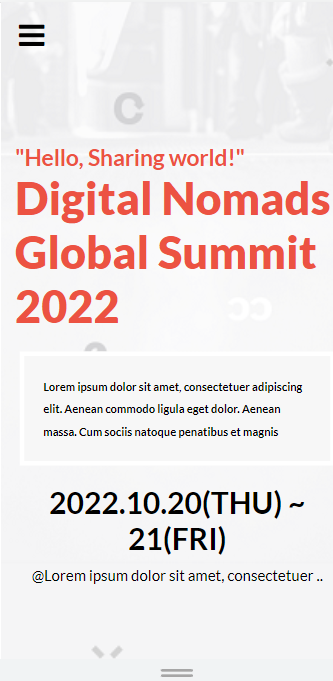 "Hello, Sharing world!"
Digital Nomads
Global Summit
2022
Lorem ipsum dolor sit amet, consectetuer adipiscing
elit. Aenean commodo ligula eget dolor. Aenean
massa. Cum sociis natoque penatibus et magnis
2022.10.20(THU) ~
21(FRI)
@Lorem ipsum dolor sit amet, consectetuer ..